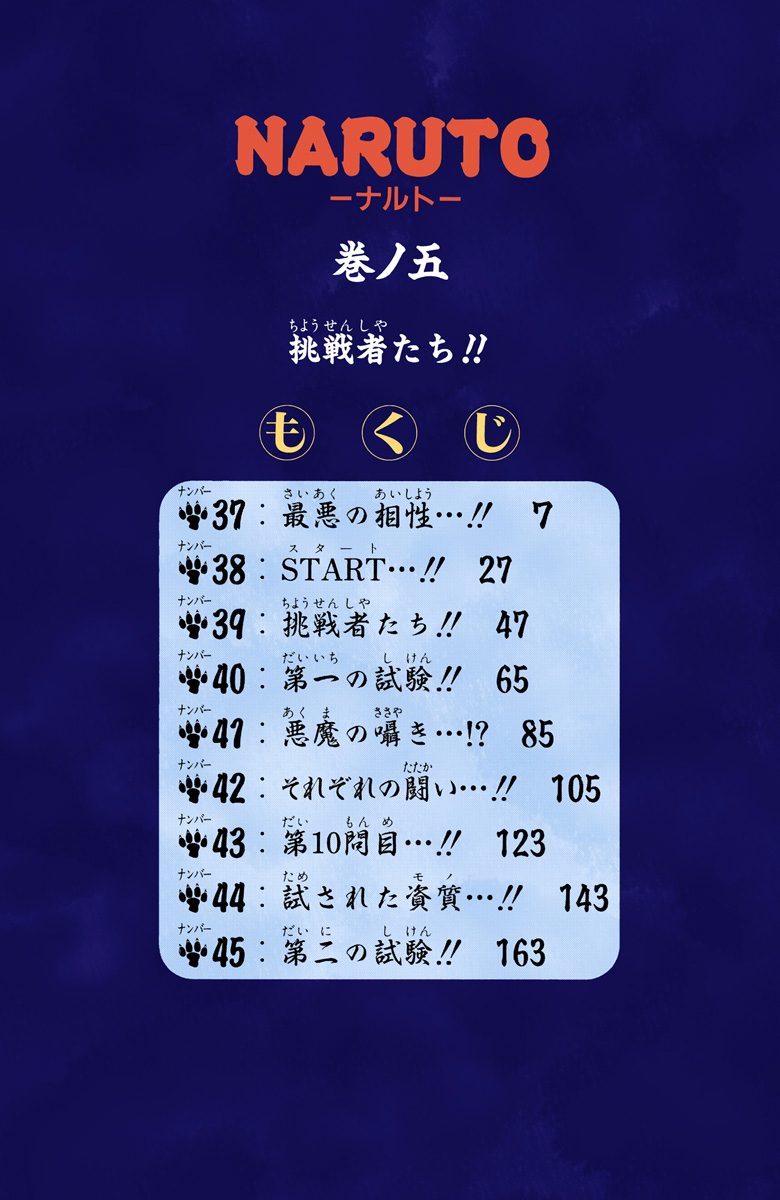 NARUTO
ーナルトー
巻ノ五
ちようせんしや
挑戦者たち!!
もくじ
ナンバー さいあく あいしよう
37:最悪の相性…!! 7
ナンバー スタート
38:START…!! 27
ナンバー ちようせんしや
39:挑戦者たち!! 47
ナンバー だいいち しけん
40:第一の試験!! 65
ナンバー あくま ささや
41:悪魔の囁き…!? 85
ナンバー たたか
42:それぞれの闘い…!! 105
ナンバー だい もんめ
43:第10問目…!! 123
ナンバー ため モノ
44:試された資質…!! 143
ナンバー だいに しけん
45:第二の試験!! 163